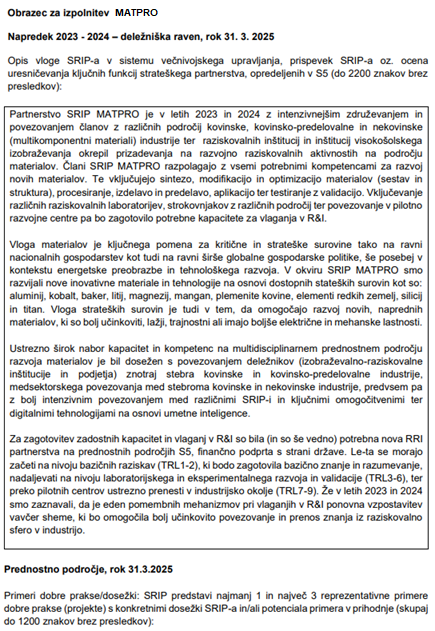 Obrazec za izpolnitev MATPRO
Napredek 2023 - 2024 – deležniška raven, rok 31. 3. 2025
Opis vloge SRIP-a v sistemu večnivojskega upravljanja, prispevek SRIP-a oz. ocena
uresničevanja ključnih funkcij strateškega partnerstva, opredeljenih v S5 (do 2200 znakov brez
presledkov):
Partnerstvo SRIP MATPRO je v letih 2023 in 2024 z intenzivnejšim združevanjem in
povezovanjem članov z različnih področij kovinske, kovinsko-predelovalne in nekovinske
(multikomponentni materiali) industrije ter raziskovalnih institucij in institucij visokošolskega
izobraževanja okrepil prizadevanja na razvojno raziskovalnih aktivnostih na področju
materialov. Člani SRIP MATPRO razpolagajo z vsemi potrebnimi kompetencami za razvoj
novih materialov. Te vključujejo sintezo, modifikacijo in optimizacijo materialov (sestav in
struktura), procesiranje, izdelavo in predelavo, aplikacijo ter testiranje z validacijo. Vključevanje
različnih raziskovalnih laboratorijev, strokovnjakov z različnih področij ter povezovanje v pilotno
razvojne centre pa bo zagotovilo potrebne kapacitete za vlaganja v R&I.
Vloga materialov je ključnega pomena za kritične in strateške surovine tako na ravni
nacionalnih gospodarstev kot tudi na ravni širše globalne gospodarske politike, še posebej v
kontekstu energetske preobrazbe in tehnološkega razvoja. V okviru SRIP MATPRO smo
razvijali nove inovativne materiale in tehnologije na osnovi dostopnih strateških surovin kot so:
aluminij, kobalt, baker, litij, magnezij, mangan, plemenite kovine, elementi redkih zemelj, silicij
in titan. Vloga strateških surovin je tudi v tem, da omogočajo razvoj novih, naprednih
materialov, ki so bolj učinkoviti, lažji, trajnostni ali imajo boljše električne in mehanske lastnosti.
Ustrezno širok nabor kapacitet in kompetenc na multidisciplinarnem prednostnem področju
razvoja materialov je bil dosežen s povezovanjem deležnikov (izobraževalno-raziskovalne
inštitucije in podjetja) znotraj stebra kovinske in kovinsko-predelovalne industrije,
medsektorskega povezovanja med stebroma kovinske in nekovinske industrije, predvsem pa
z bolj intenzivnim povezovanjem med različnimi SRIP-i in ključnimi omogočitvenimi ter
digitalnimi tehnologijami na osnovi umetne inteligence.
Za zagotovitev zadostnih kapacitet in vlaganj v R&I so bila (in so še vedno) potrebna nova RRI
partnerstva na prednostnih področjih S5, finančno podprta s strani države. Le-ta se morajo
začeti na nivoju bazičnih raziskav (TRL1-2), ki bodo zagotovila bazično znanje in razumevanje,
nadaljevati na nivoju laboratorijskega in eksperimentalnega razvoja in validacije (TRL3-6), ter
preko pilotnih centrov ustrezno prenesti v industrijsko okolje (TRL7-9). Že v letih 2023 in 2024
smo zaznavali, da je eden pomembnih mehanizmov pri vlaganjih v R&I ponovna vzpostavitev
vavčer sheme, ki bo omogočila bolj učinkovito povezovanje in prenos znanja iz raziskovalno
sfero v industrijo.
Prednostno področje, rok 31.3.2025
Primeri dobre prakse/dosežki: SRIP predstavi najmanj 1 in največ 3 reprezentativne primere
dobre prakse (projekte) s konkretnimi dosežki SRIP-a in/ali potenciala primera v prihodnje (skupaj
do 1200 znakov brez presledkov):